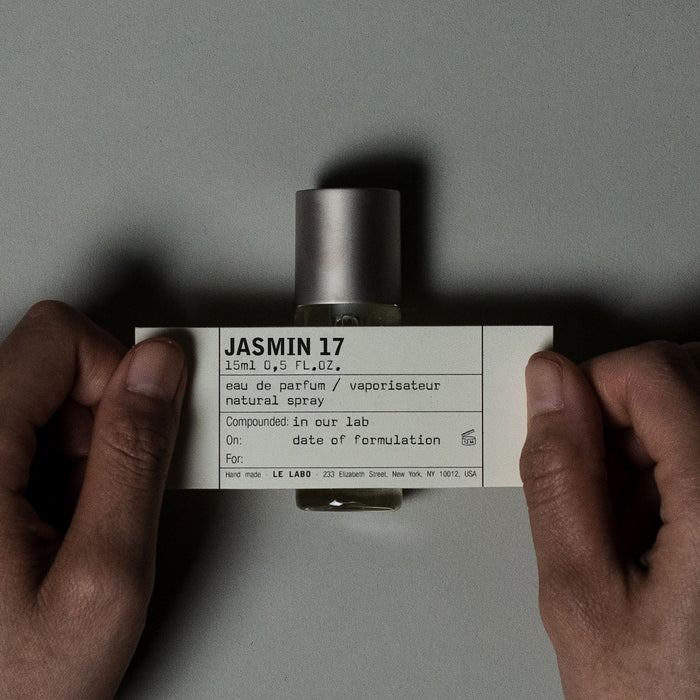 JASMIN 17
15ml 0,5 FL.OZ.
eau de parfum / vaporisateur
natural spray
Compounded: in our lab
On: date of formulation
12 M
For:
Hand made - LE LABO - 233 Elizabeth Street, New York, NY 10012, USA